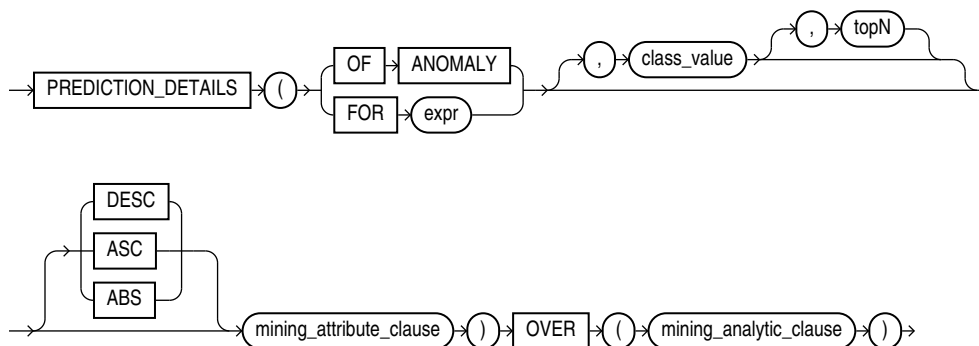 , topN
OF ANOMALY , class_value
PREDICTION_DETAILS (
FOR expr
DESC
ASC
ABS
mining_attribute_clause ) OVER ( mining_analytic_clause )